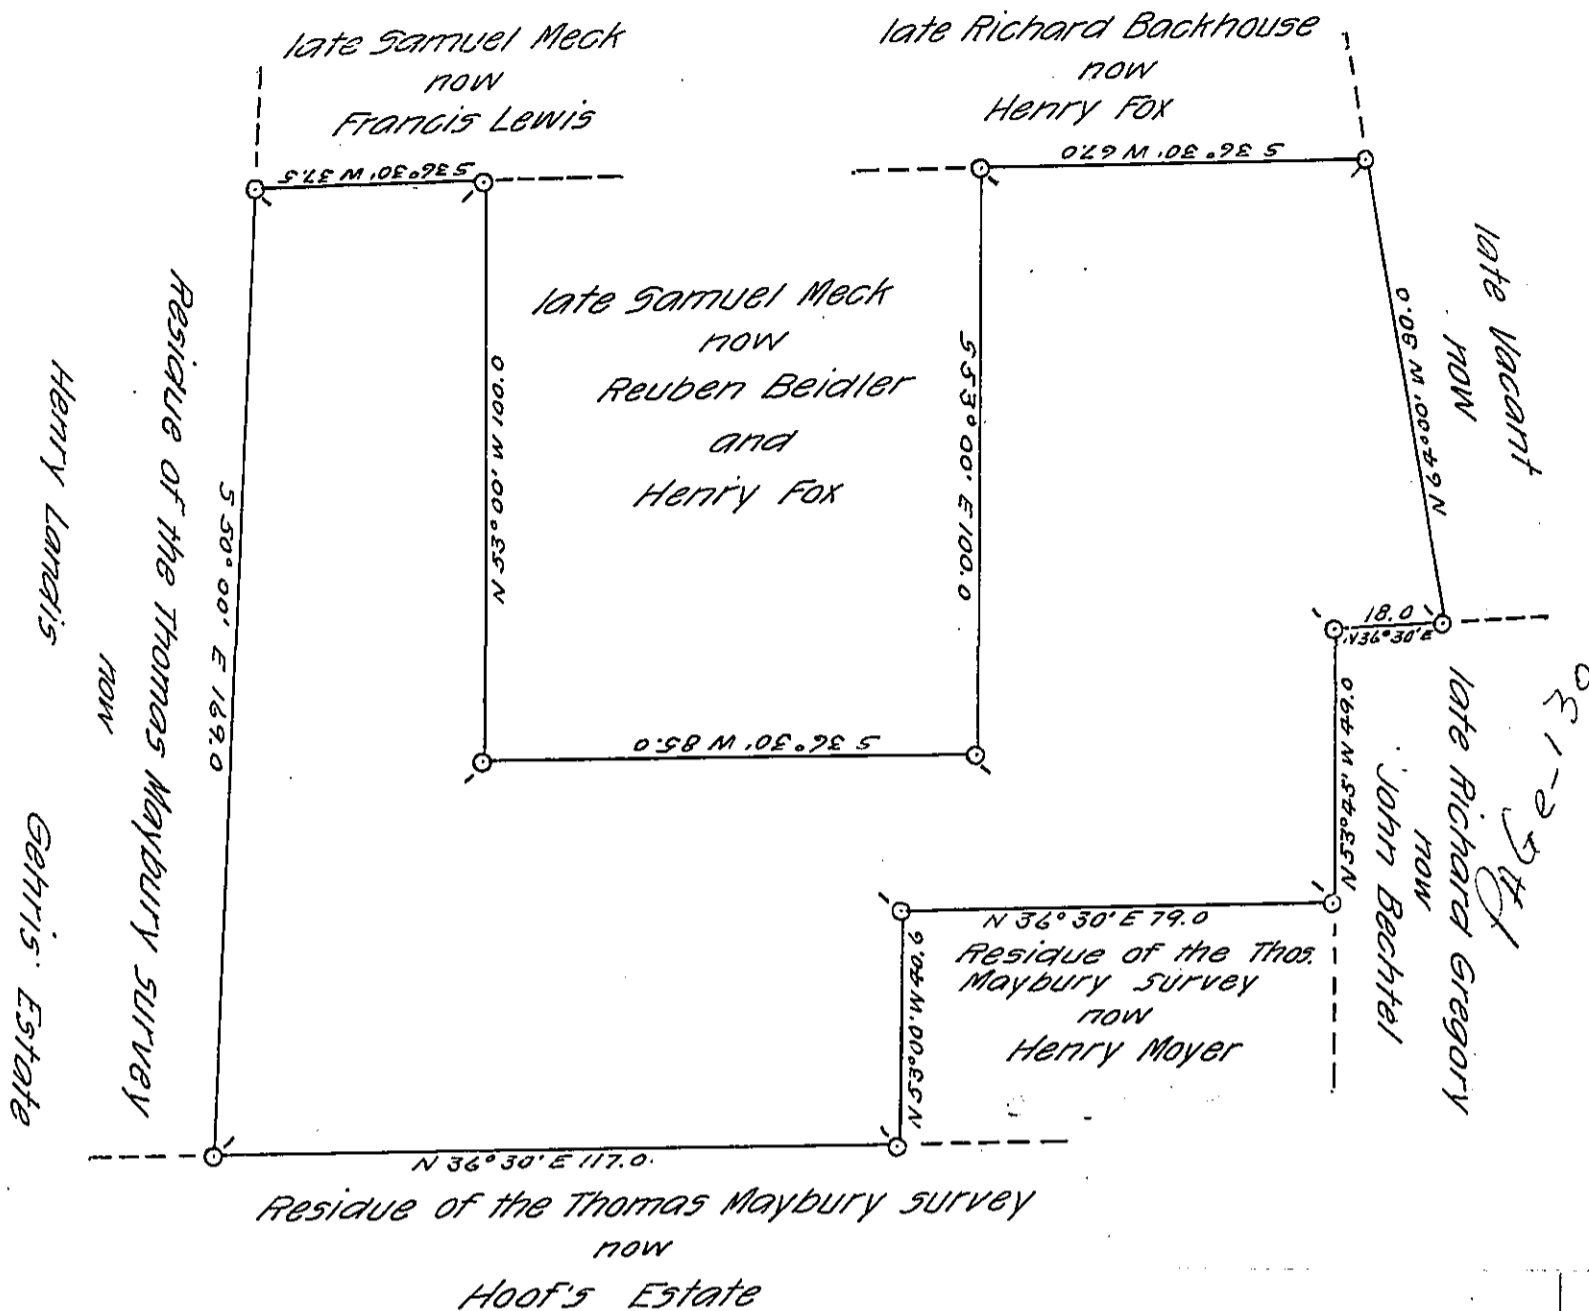 late Samuel Meck
now
Francis Lewis
late Richard Backhouse
now
Henry Fox
S 36° 30' W 37.5
S 36° 30' W 67.0
late Vacant
now
N 64° 00' W 80.0
late Samuel Meck
now
Reuben Beidler
and
Henry Fox
N 53° 00' W 100.0
S 53° 00' E 100.0
S 36° 30' W 85.0
18.0
N 36° 30' E
N 53° 45' W 49.0
late Richard Gregory
now
John Bechtel
Residue of the Thomas Maybury Survey
now
Henry Landis
Gehris' Estate
S 50° 00' E 169.0
N 36° 30' E 79.0
Residue of the Thos.
Maybury Survey
now
Henry Moyer
N 53° 00' W 40.6
N 36° 30' E 117.0
Residue of the Thomas Maybury survey
now
Hoof's Estate